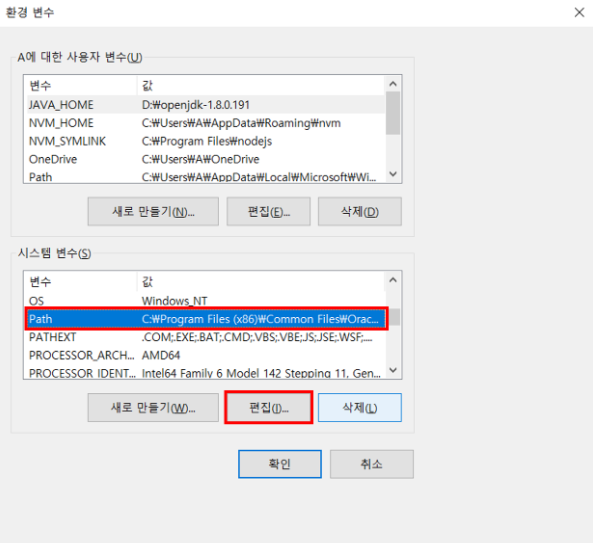 환경 변수
A에 대한 사용자 변수(U)
변수 값
JAVA_HOME D:₩openjdk-1.8.0.191
NVM_HOME C:₩Users₩A₩AppData₩Roaming₩nvm
NVM_SYMLINK C:₩Program Files₩nodejs
OneDrive C:₩Users₩A₩OneDrive
Path C:₩Users₩A₩AppData₩Local₩Microsoft₩Wi...
새로 만들기(N)... 편집(E)... 삭제(D)
시스템 변수(S)
변수 값
OS Windows_NT
Path C:₩Program Files (x86)₩Common Files₩Orac...
PATHEXT .COM;.EXE;.BAT;.CMD;.VBS;.VBE;.JS;.JSE;.WSF;....
PROCESSOR_ARCH... AMD64
PROCESSOR_IDENT... Intel64 Family 6 Model 142 Stepping 11, Gen...
새로 만들기(W)... 편집(I)... 삭제(L)
확인 취소